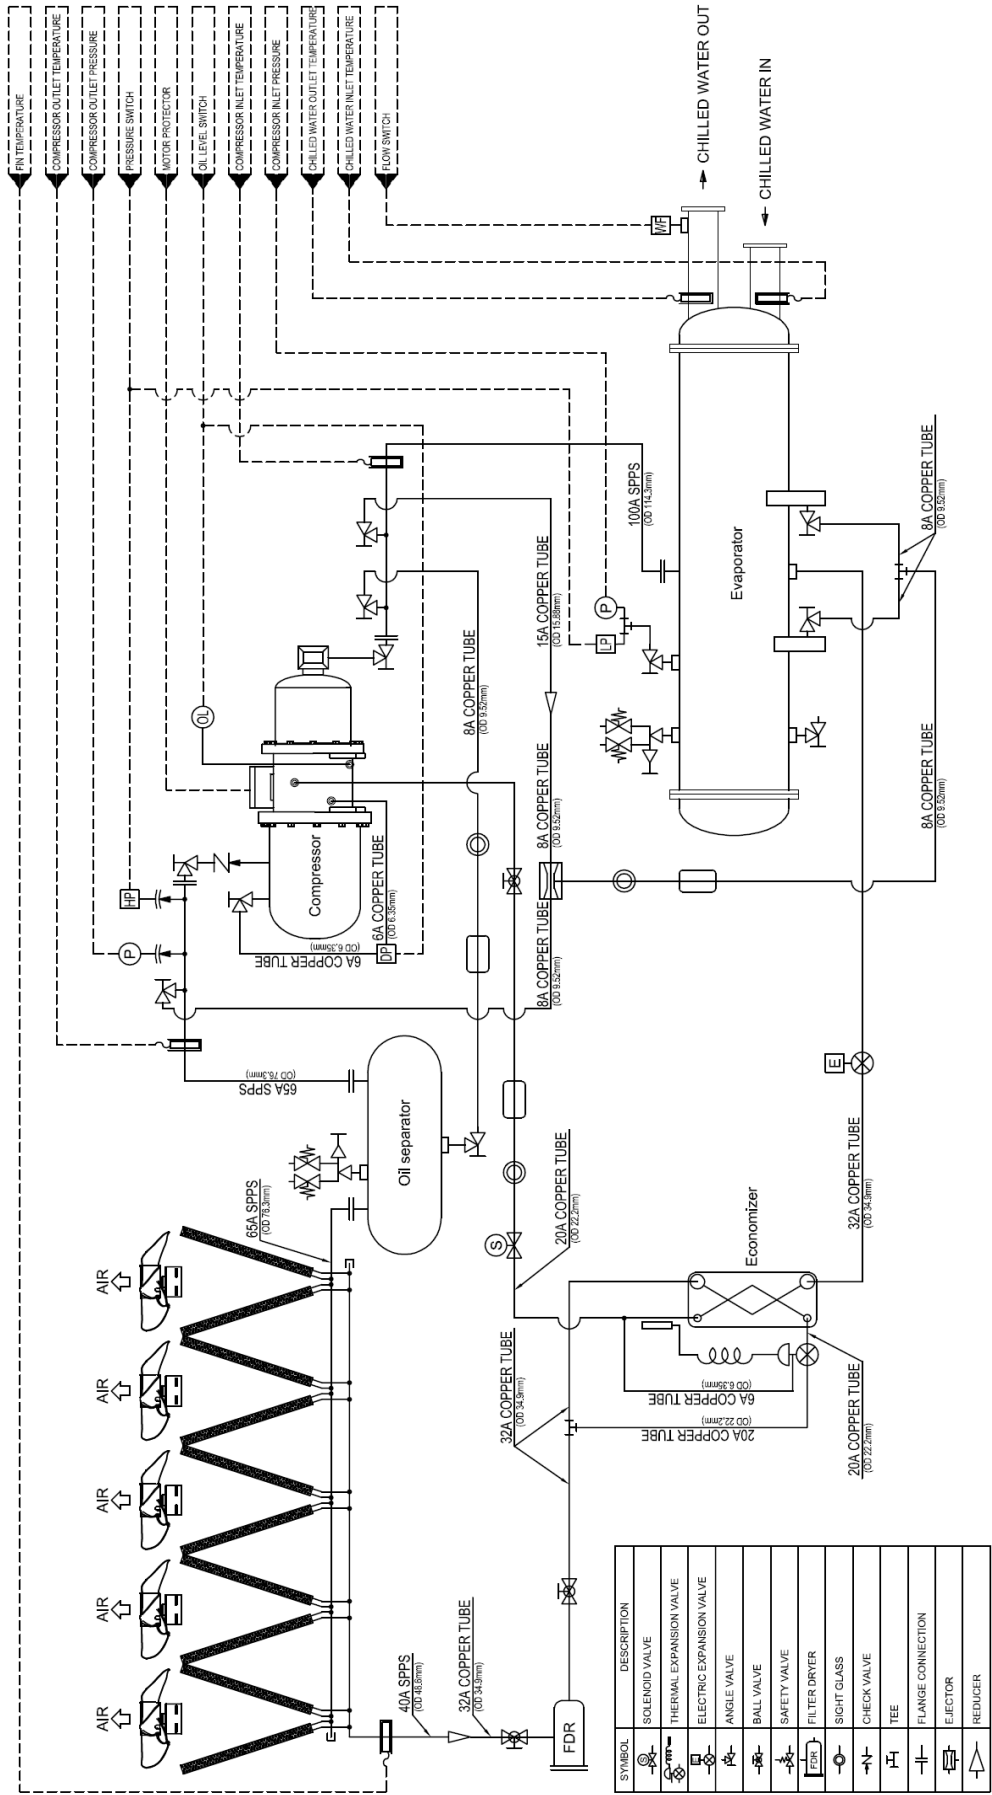 FIN TEMPERATURE
COMPRESSOR OUTLET TEMPERATURE
COMPRESSOR OUTLET PRESSURE
PRESSURE SWITCH
MOTOR PROTECTOR
OIL LEVEL SWITCH
COMPRESSOR INLET TEMPERATURE
COMPRESSOR INLET PRESSURE
CHILLED WATER OUTLET TEMPERATURE
CHILLED WATER INLET TEMPERATURE
FLOW SWITCH
CHILLED WATER OUT
CHILLED WATER IN
WF
100A SPPS
(OD 114.3mm)
Evaporator
8A COPPER TUBE
(OD 9.52mm)
15A COPPER TUBE
(OD 15.88mm)
P
LP
8A COPPER TUBE
(OD 9.52mm)
OL
8A COPPER TUBE
(OD 9.52mm)
8A COPPER TUBE
(OD 9.52mm)
Compressor
6A COPPER TUBE
(OD 6.35mm)
HP
P
6A COPPER TUBE
(OD 6.35mm)
DP
8A COPPER TUBE
(OD 9.52mm)
65A SPPS
(OD 76.3mm)
Oil separator
E
32A COPPER TUBE
(OD 34.9mm)
65A SPPS
(OD 76.3mm)
20A COPPER TUBE
(OD 22.2mm)
S
Economizer
AIR
AIR
AIR
AIR
AIR
32A COPPER TUBE
(OD 34.9mm)
6A COPPER TUBE
(OD 6.35mm)
20A COPPER TUBE
(OD 22.2mm)
20A COPPER TUBE
(OD 22.2mm)
40A SPPS
(OD 48.6mm)
32A COPPER TUBE
(OD 34.9mm)
FDR
SYMBOL DESCRIPTION
S SOLENOID VALVE
THERMAL EXPANSION VALVE
E ELECTRIC EXPANSION VALVE
ANGLE VALVE
BALL VALVE
SAFETY VALVE
FDR FILTER DRYER
SIGHT GLASS
CHECK VALVE
TEE
FLANGE CONNECTION
EJECTOR
REDUCER